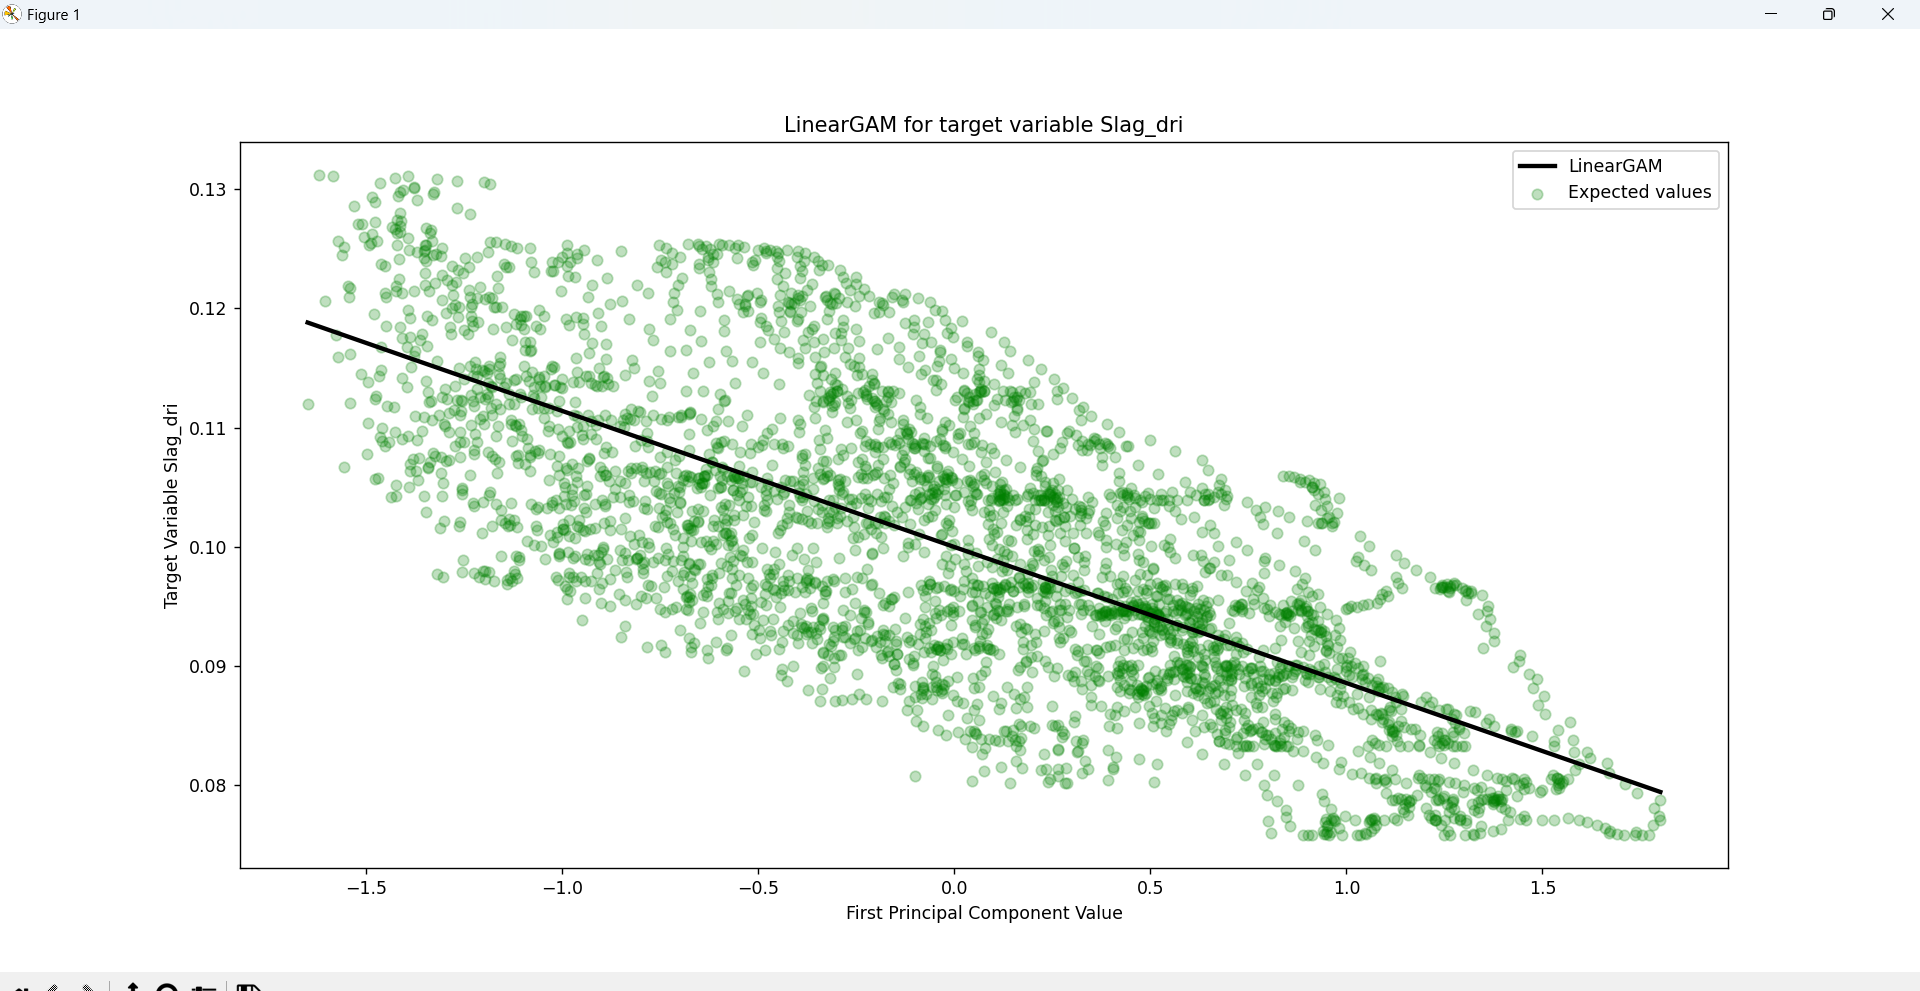 Figure 1
LinearGAM for target variable Slag_dri
LinearGAM
Expected values
Target Variable Slag_dri
0.13
0.12
0.11
0.10
0.09
0.08
−1.5 −1.0 −0.5 0.0 0.5 1.0 1.5
First Principal Component Value